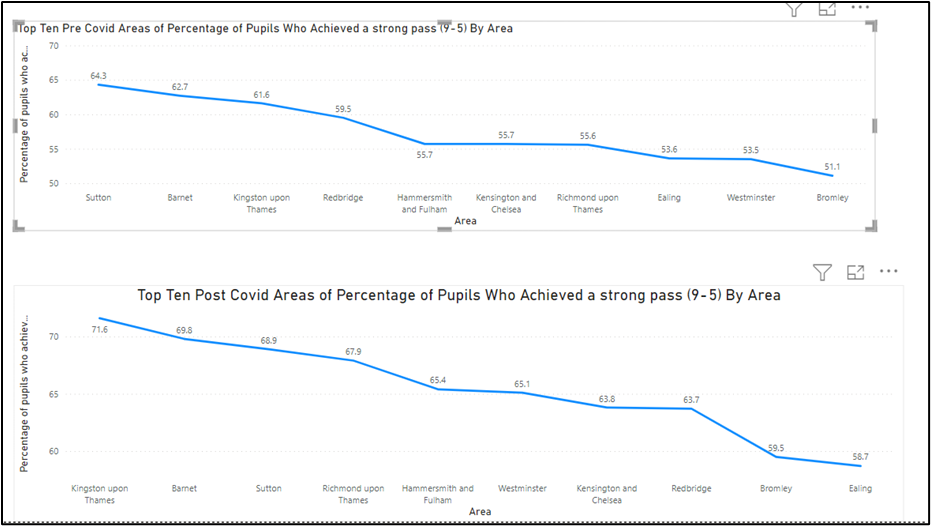 Top Ten Pre Covid Areas of Percentage of Pupils Who Achieved a strong pass (9-5) By Area
Percentage of pupils who ac...
70
65
60
55
50
64.3
62.7
61.6
59.5
55.7
55.7
55.6
53.6
53.5
51.1
Sutton
Barnet
Kingston upon
Thames
Redbridge
Hammersmith
and Fulham
Kensington and
Chelsea
Richmond upon
Thames
Ealing
Westminster
Bromley
Area
Top Ten Post Covid Areas of Percentage of Pupils Who Achieved a strong pass (9-5) By Area
Percentage of pupils who achiev...
70
65
60
71.6
69.8
68.9
67.9
65.4
65.1
63.8
63.7
59.5
58.7
Kingston upon
Thames
Barnet
Sutton
Richmond upon
Thames
Hammersmith and
Fulham
Westminster
Kensington and
Chelsea
Redbridge
Bromley
Ealing
Area